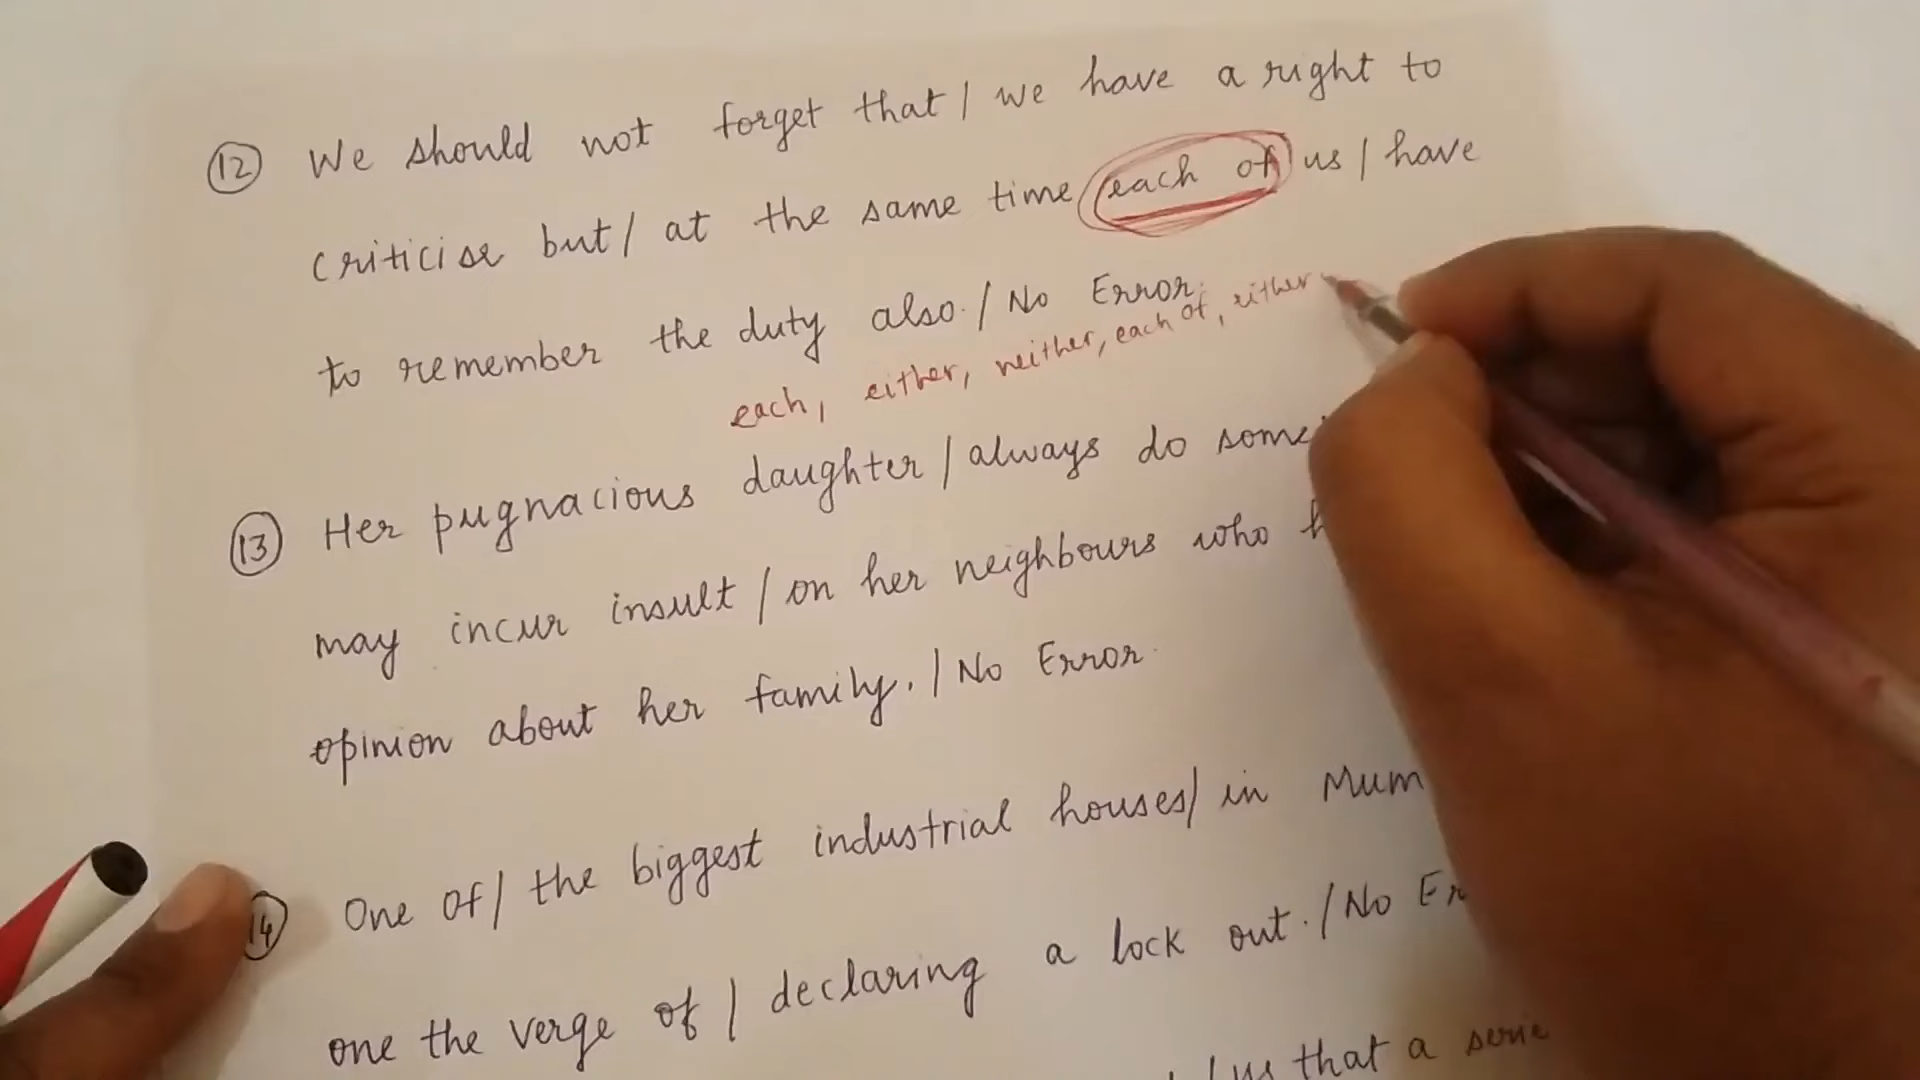 12 We should not forget that / we have a right to
criticise but / at the same time each of us / have
to remember the duty also. / No Error.
each, either, neither, each of, either
13 Her pugnacious daughter / always do
may incur insult / on her neighbours who
opinion about her family. / No Error
14 One of / the biggest industrial houses / in
one the verge of / declaring a lock out. / No
/ us that a